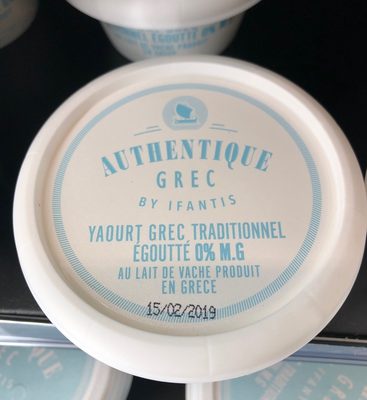 AUTHENTIQUE
GREC
BY IFANTIS
YAOURT GREC TRADITIONNEL
ÉGOUTTÉ 0% M.G
AU LAIT DE VACHE PRODUIT
EN GRÈCE
15/02/2019